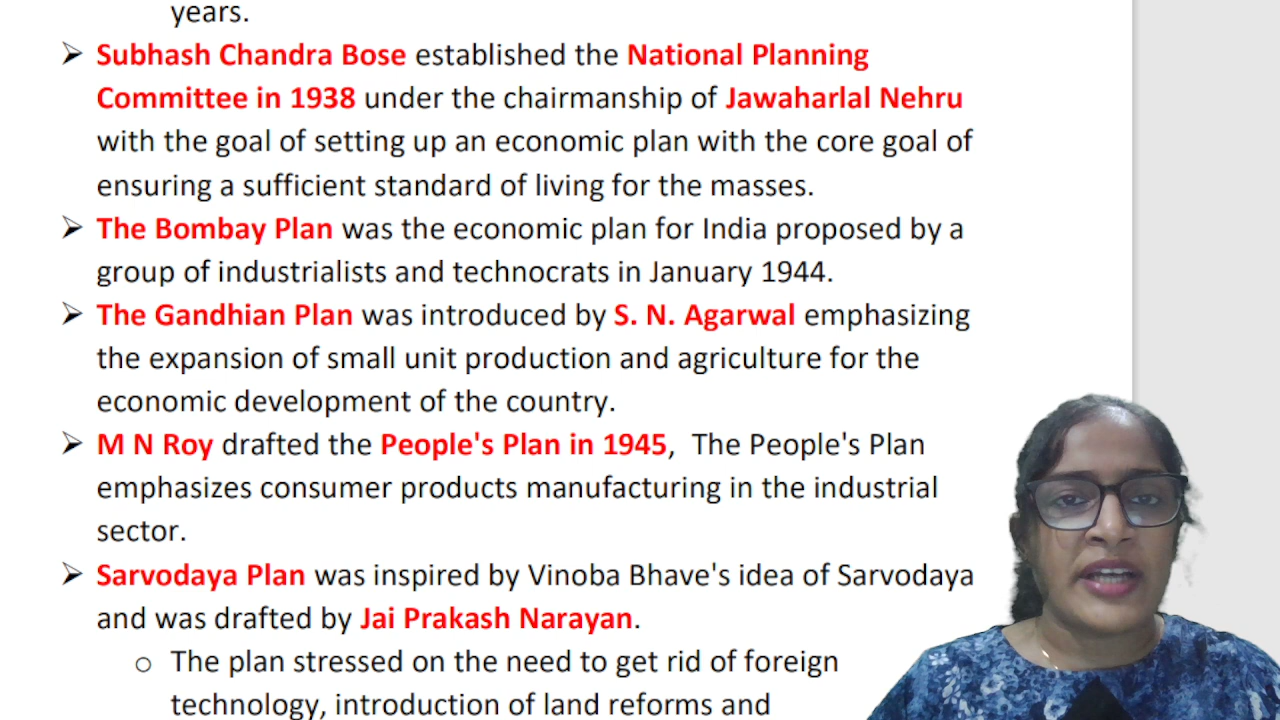 years.
➢ Subhash Chandra Bose established the National Planning
Committee in 1938 under the chairmanship of Jawaharlal Nehru
with the goal of setting up an economic plan with the core goal of
ensuring a sufficient standard of living for the masses.
➢ The Bombay Plan was the economic plan for India proposed by a
group of industrialists and technocrats in January 1944.
➢ The Gandhian Plan was introduced by S. N. Agarwal emphasizing
the expansion of small unit production and agriculture for the
economic development of the country.
➢ M N Roy drafted the People's Plan in 1945,  The People's Plan
emphasizes consumer products manufacturing in the industrial
sector.
➢ Sarvodaya Plan was inspired by Vinoba Bhave's idea of Sarvodaya
and was drafted by Jai Prakash Narayan.
o The plan stressed on the need to get rid of foreign
technology, introduction of land reforms and